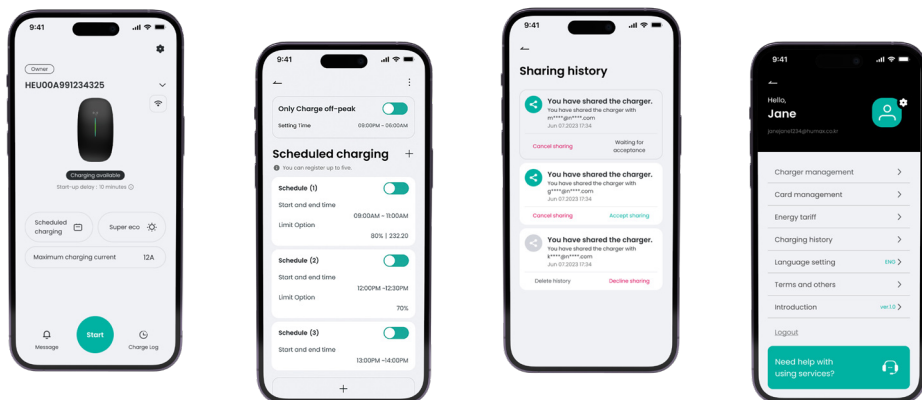 9:41
Owner
HEU00A991234325
Charging available
Start-up delay : 10 minutes
Scheduled
charging
Super eco
Maximum charging current 12A
Message
Start
Charge Log
9:41
Only Charge off-peak
Setting Time 09:00PM ~ 06:00AM
Scheduled charging +
You can register up to five.
Schedule (1)
Start and end time
09:00AM ~ 11:00AM
Limit Option
80% | 232.20
Schedule (2)
Start and end time
12:00PM ~12:30PM
Limit Option
70%
Schedule (3)
Start and end time
13:00PM ~14:00PM
+
9:41
Sharing history
You have shared the charger.
You have shared the charger with
m****@n****.com
Jun 07.2023 17:34
Cancel sharing
Waiting for
acceptance
You have shared the charger.
You have shared the charger with
g****@n****.com
Jun 07.2023 17:34
Cancel sharing Accept sharing
You have shared the charger.
You have shared the charger with
k****@n****.com
Jun 07.2023 17:34
Delete history Decline sharing
9:41
Hello,
Jane
janejane1234@humax.co.kr
Charger management
Card management
Energy tariff
Charging history
Language setting ENG
Terms and others
Introduction ver.1.0
Logout
Need help with
using services?